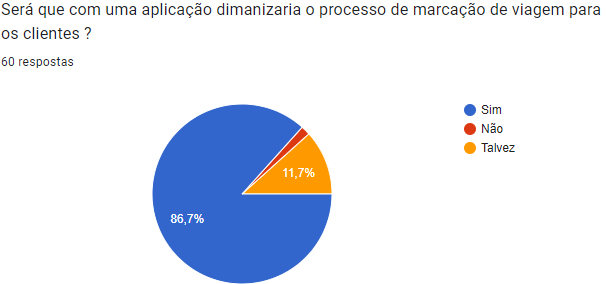 Será que com uma aplicação dimanizaria o processo de marcação de viagem para
os clientes ?
60 respostas
Sim
Não
Talvez
11,7%
86,7%